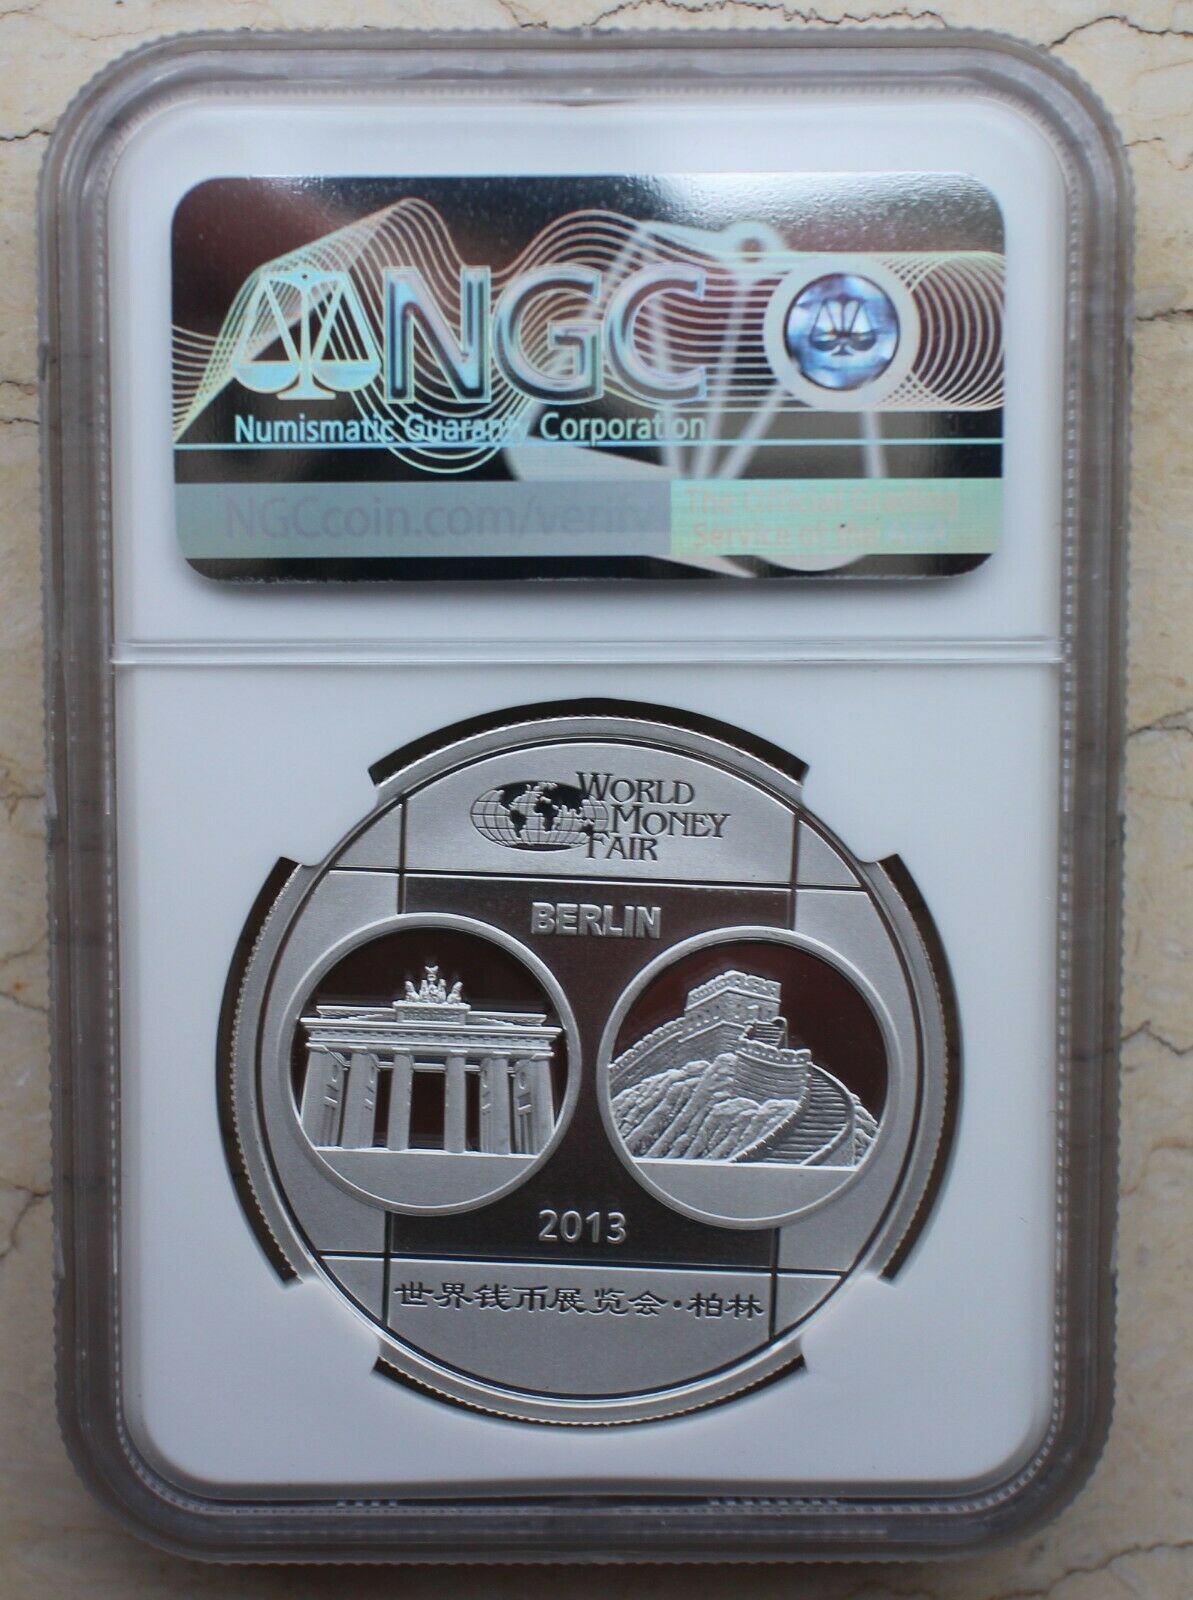 NGC
Numismatic Guaranty Corporation
NGCcoin.com/verify
The Official Grading
Service of the
WORLD
MONEY
FAIR
BERLIN
2013
世界钱币展览会·柏林